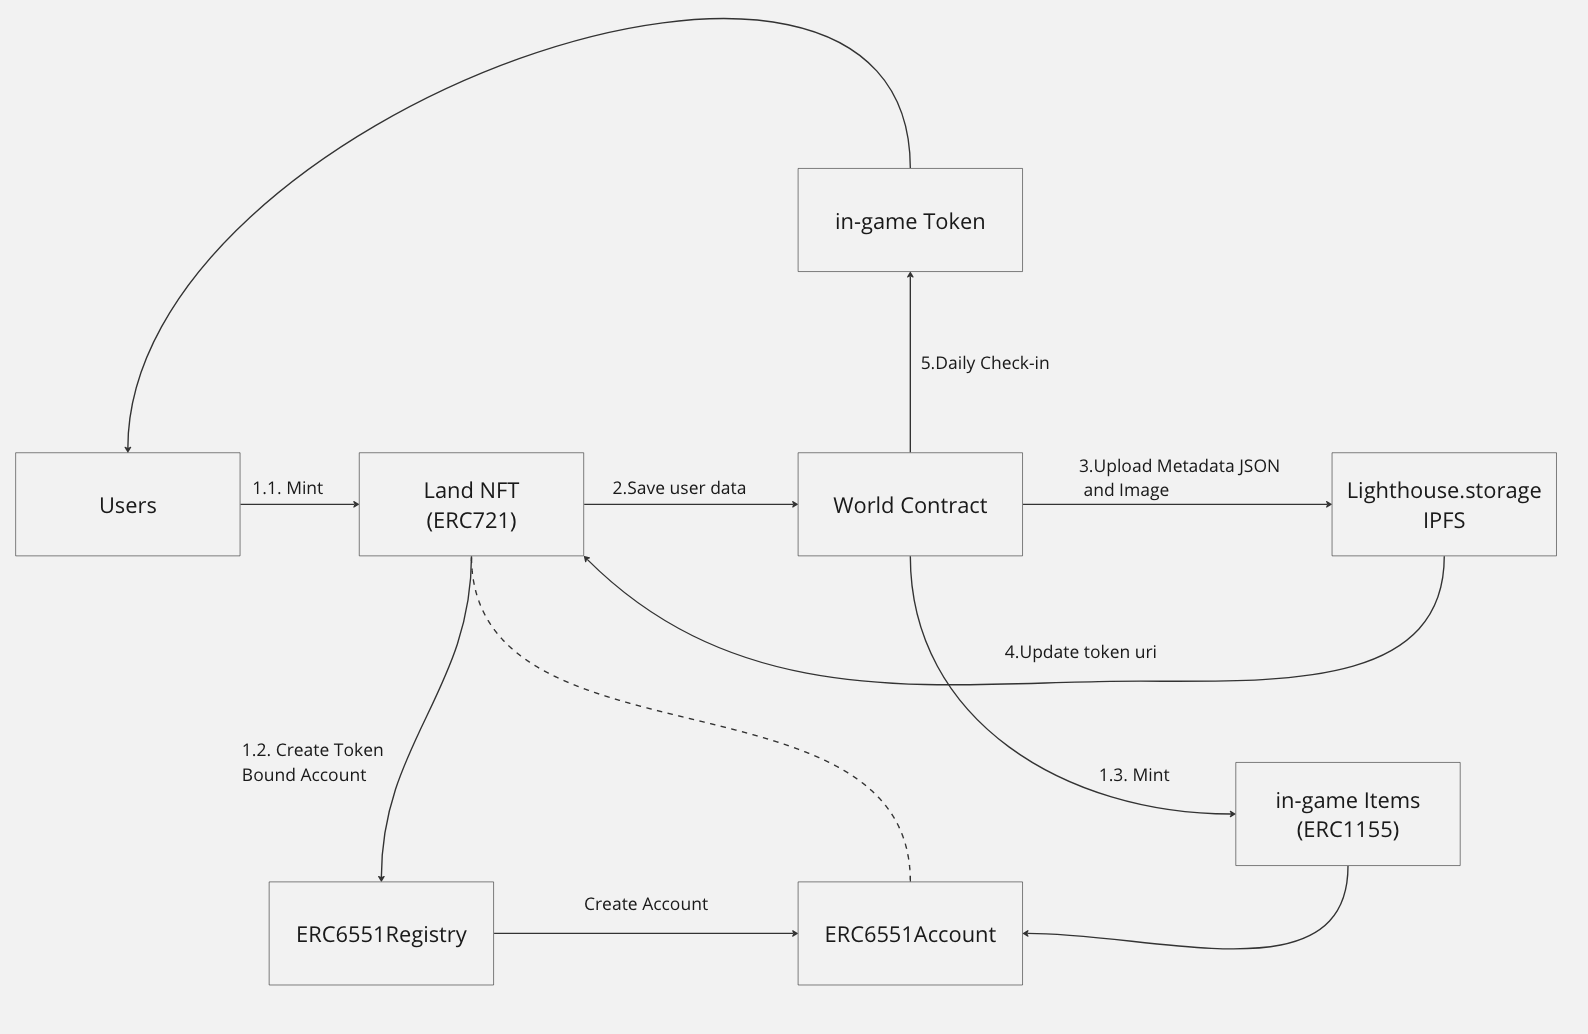 in-game Token
5.Daily Check-in
Users
1.1. Mint
Land NFT
(ERC721)
2.Save user data
World Contract
3.Upload Metadata JSON
and Image
Lighthouse.storage
IPFS
4.Update token uri
1.2. Create Token
Bound Account
1.3. Mint
in-game Items
(ERC1155)
ERC6551Registry
Create Account
ERC6551Account